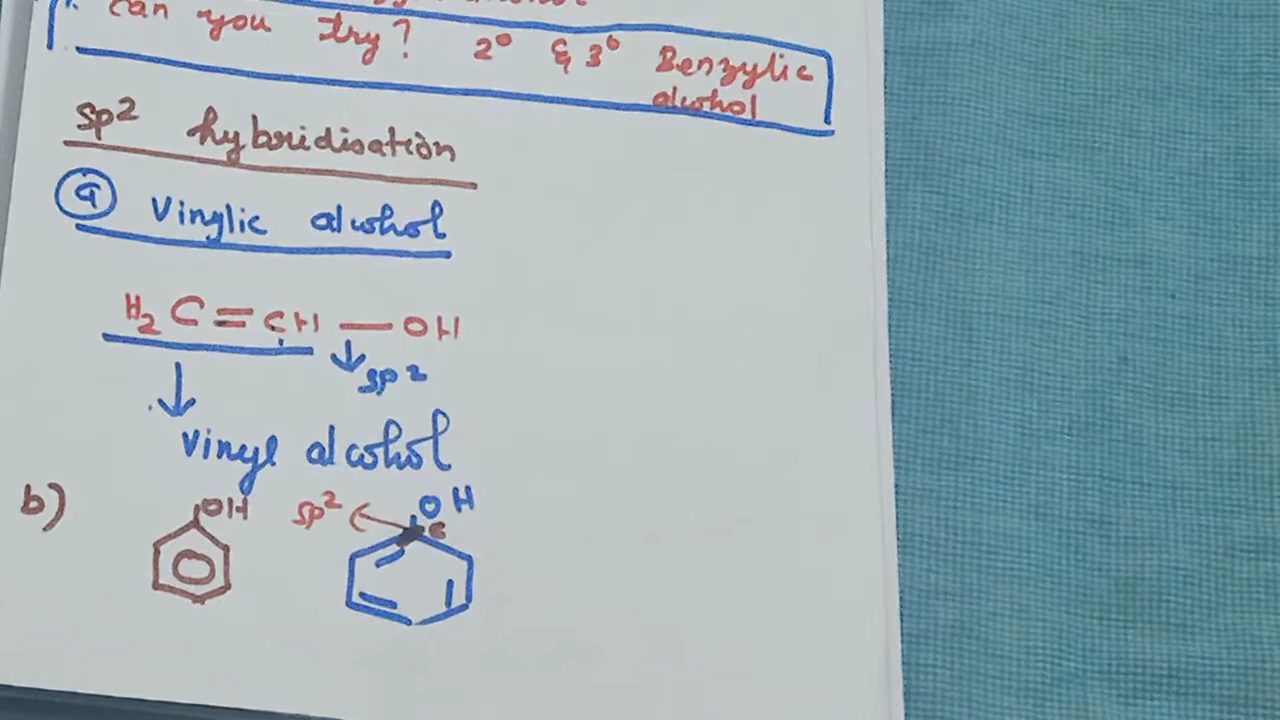 can you try? 2° & 3° Benzylic
alcohol
sp² hybridisation
a Vinylic alcohol
H₂C=CH—OH
sp²
vinyl alcohol
b) OH sp² OH
c